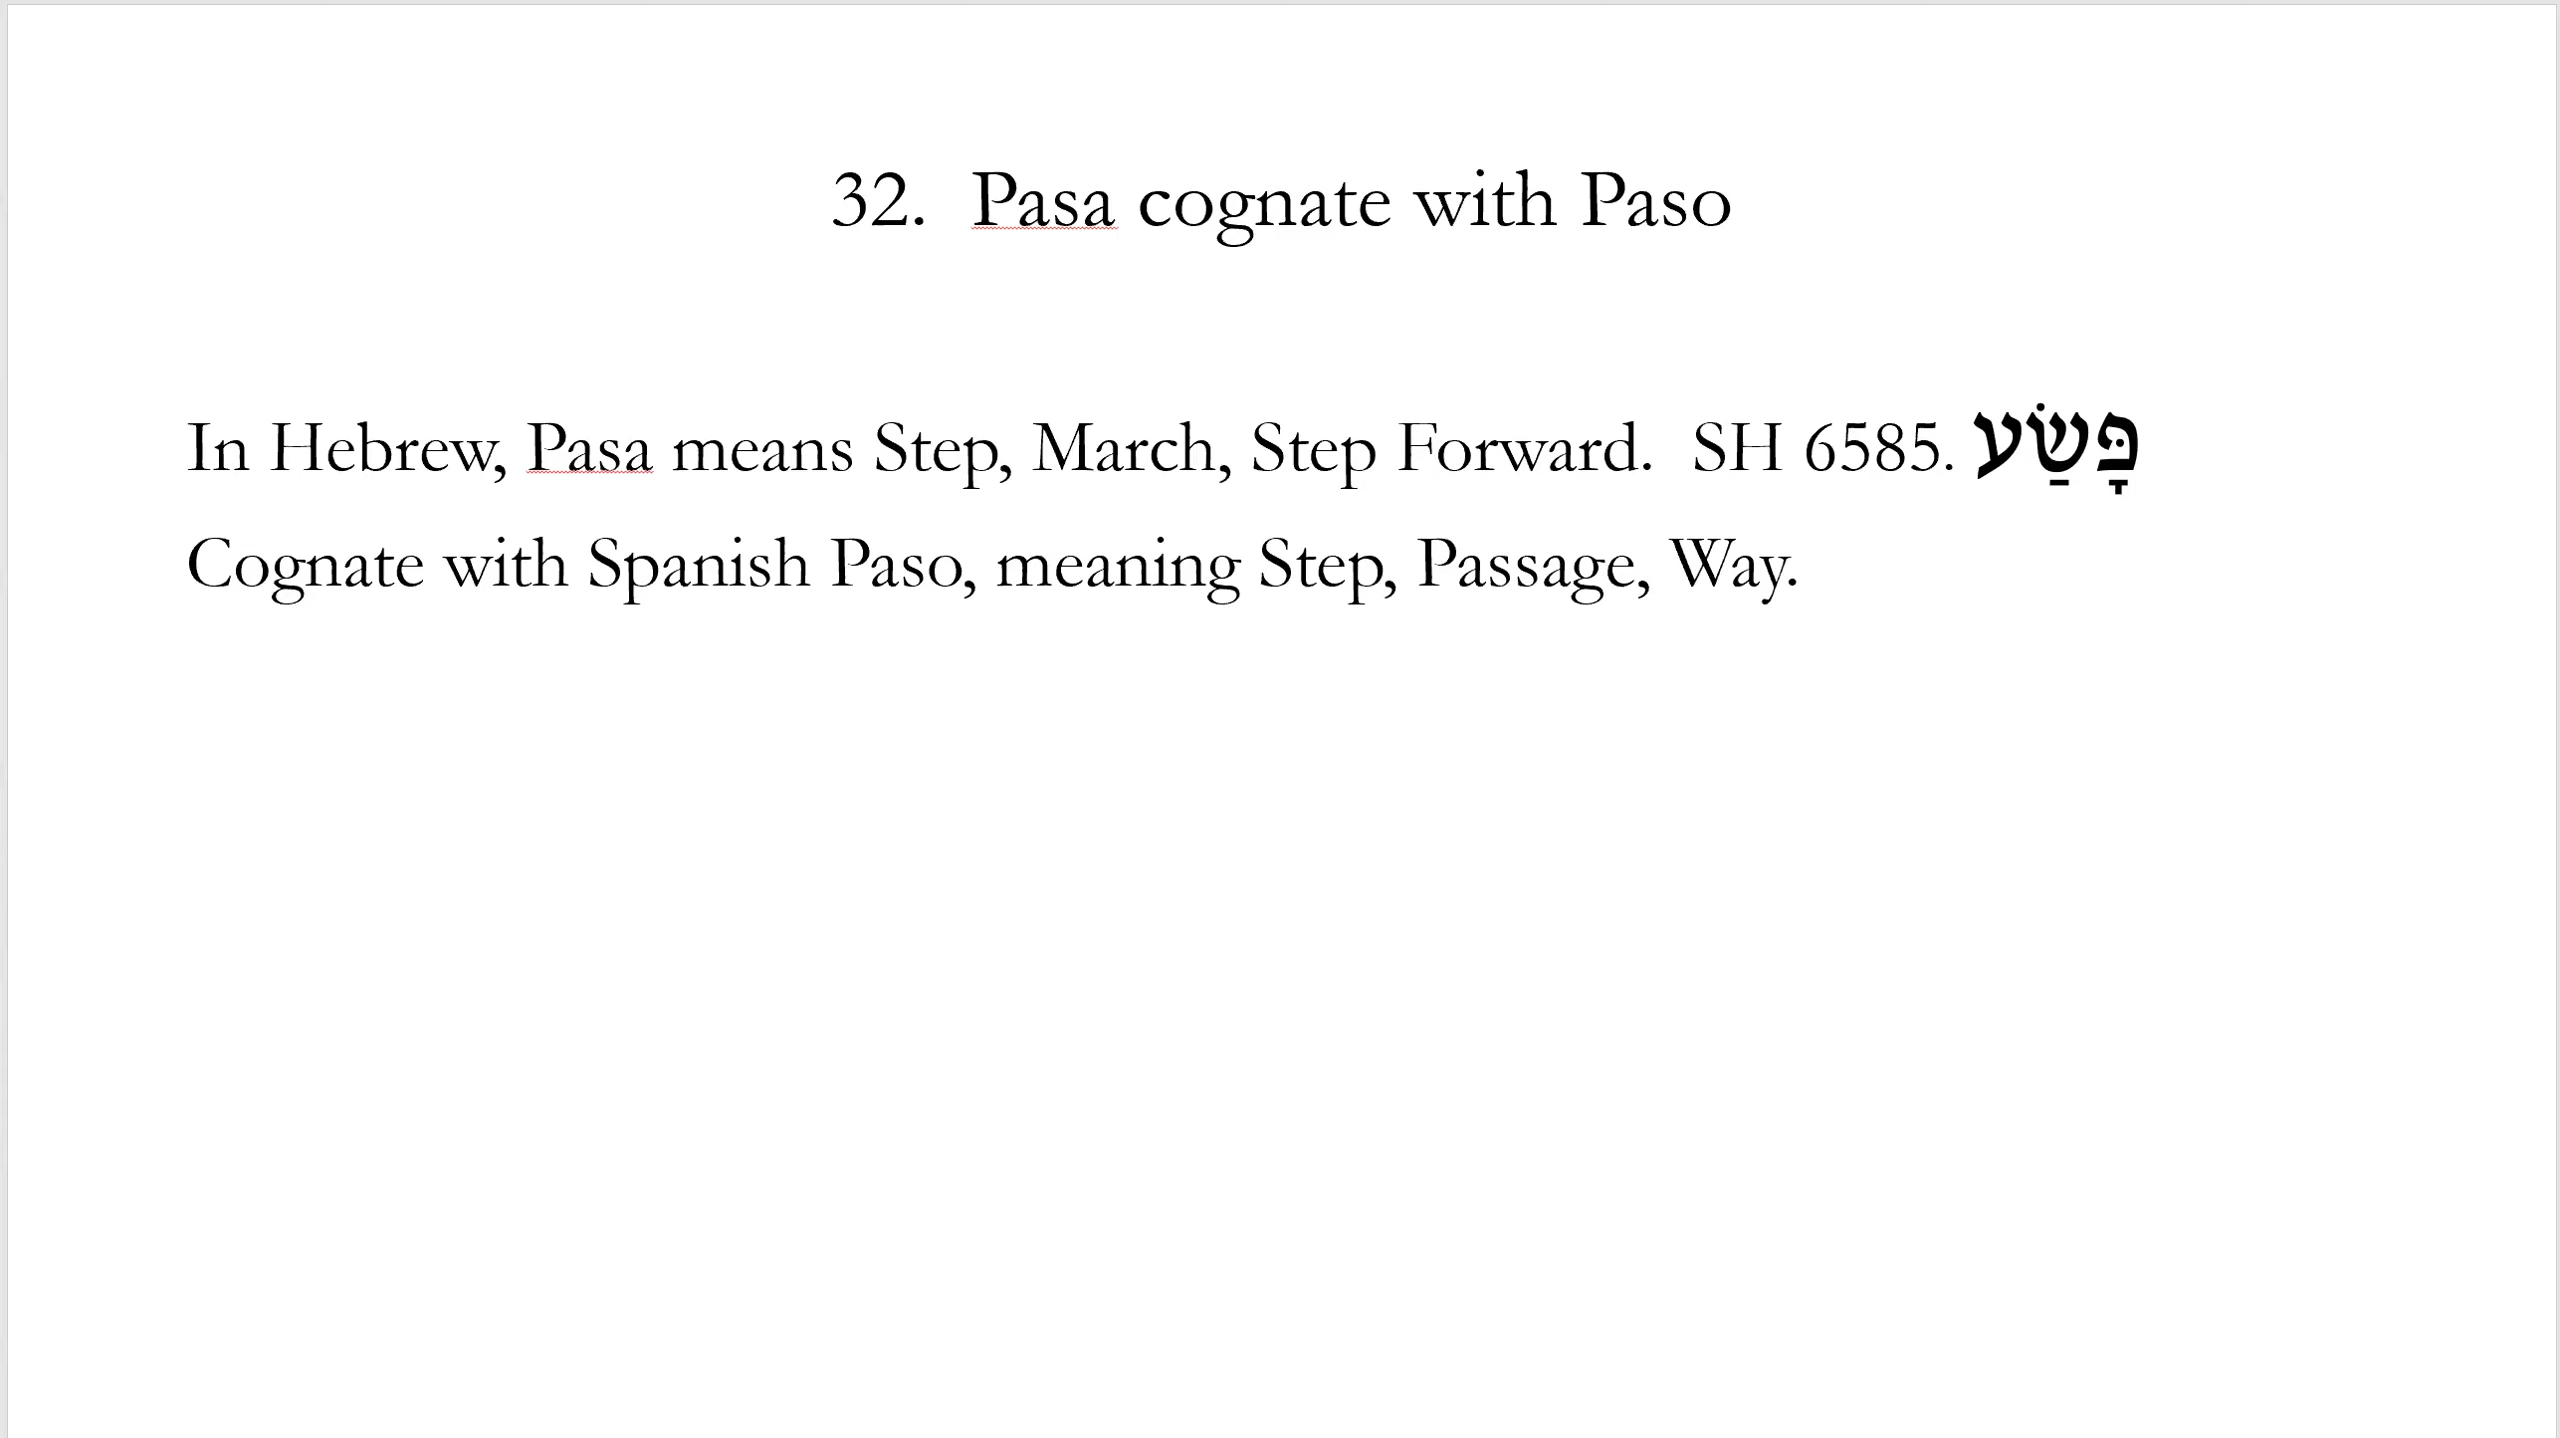 32. Pasa cognate with Paso
In Hebrew, Pasa means Step, March, Step Forward. SH 6585. פָּשַׂע
Cognate with Spanish Paso, meaning Step, Passage, Way.